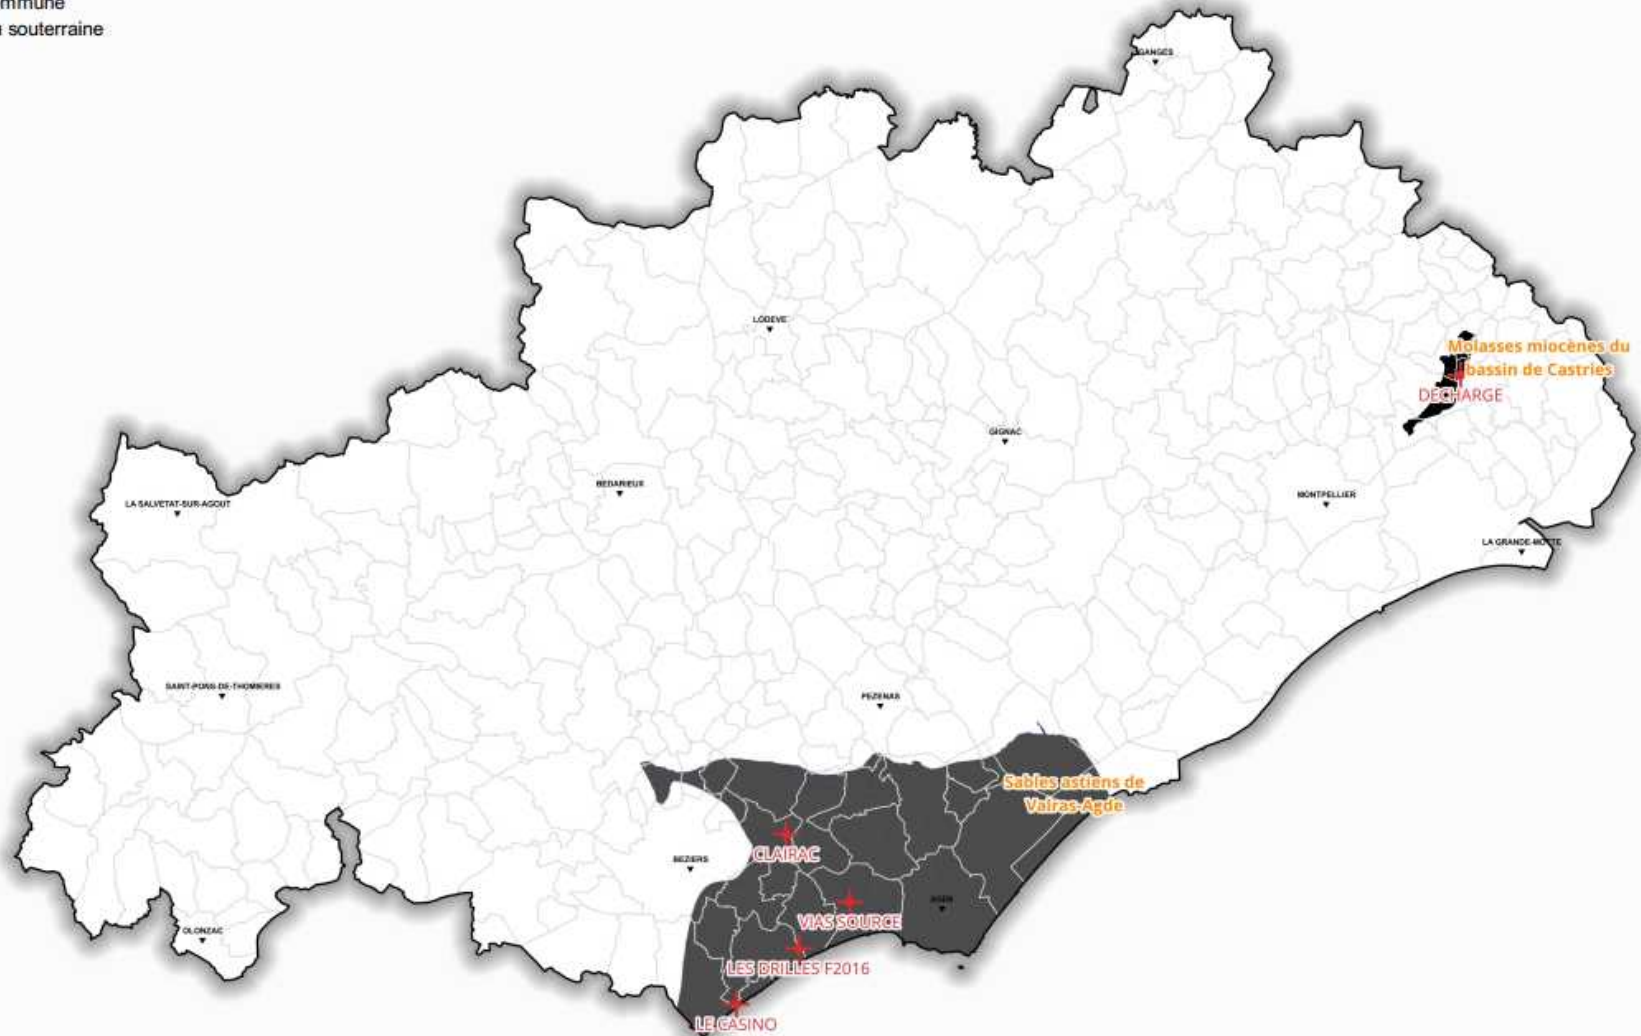 mmune
souterraine
GANGES
LODEVE
Molasses miocènes du
bassin de Castries
DECHARGE
GIGNAC
BEDARIEUX
MONTPELLIER
LA SALVETAT-SUR-AGOUT
LA GRANDE-MOTTE
SAINT-PONS-DE-THOMIERES
PEZENAS
Sables astiens de
Valras-Agde
CLAIRAC
BEZIERS
AGDE
VIAS SOURCE
OLONZAC
LES DRILLES F2016
LE CASINO